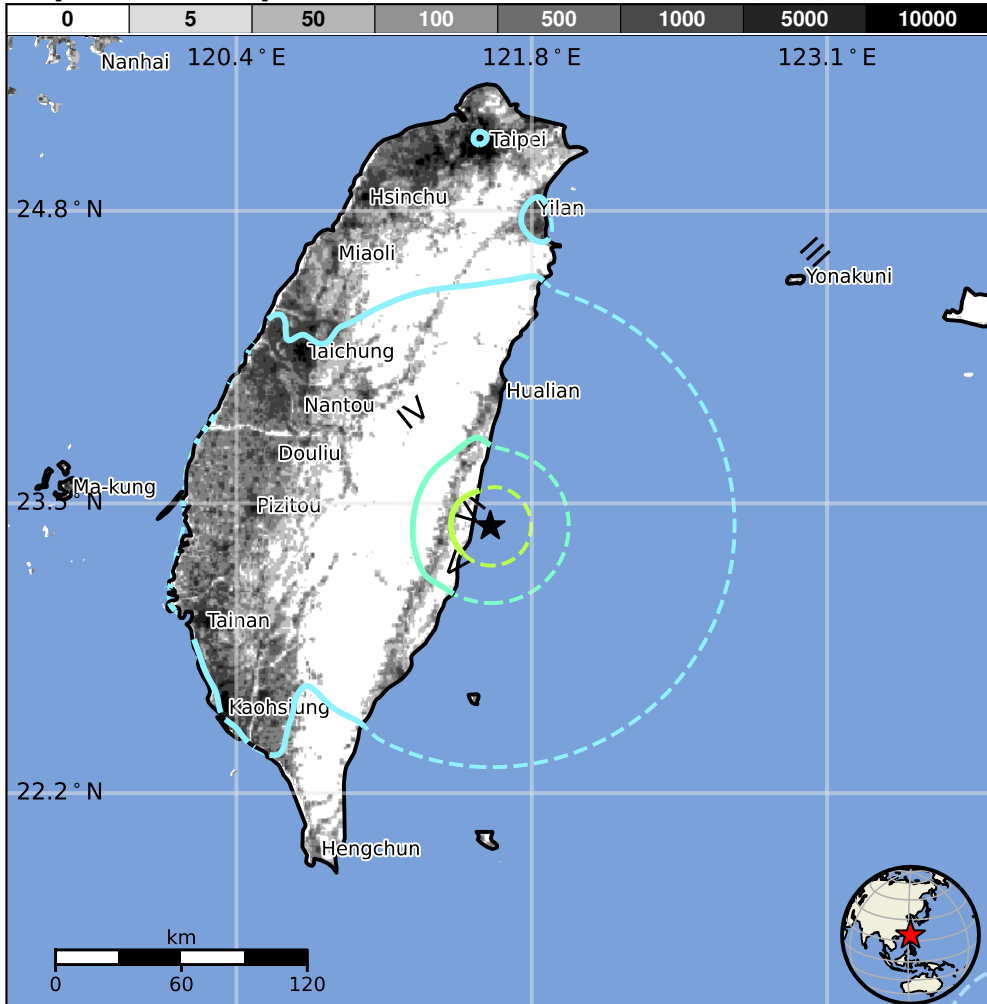 0 5 50 100 500 1000 5000 10000
Nanhai
120.4°E 121.8°E 123.1°E
Taipei
Hsinchu
24.8°N
Yilan
Miaoli
III
Yonakuni
Taichung
Hualian
Nantou
IV
Douliu
Ma-kung
23.5°N
Pizitou
VI
V
Tainan
Kaohsiung
22.2°N
Hengchun
km
0 60 120